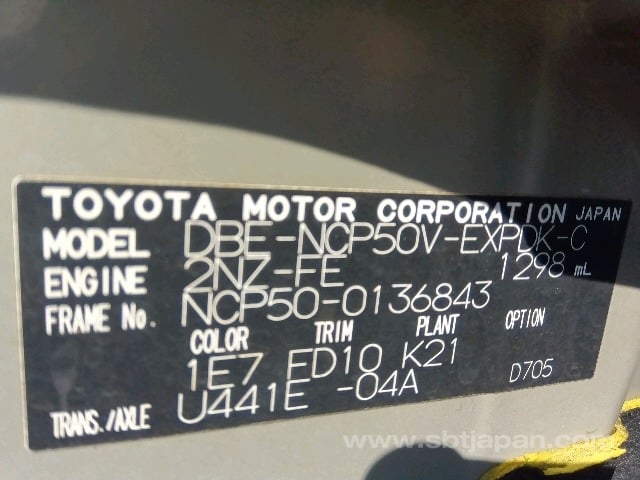 TOYOTA MOTOR CORPORATION JAPAN
MODEL DBE-NCP50V-EXPDK-C
ENGINE 2NZ-FE 1298 mL
FRAME No. NCP50-0136843
COLOR TRIM PLANT OPTION
1E7 FD10 K21 D705
TRANS./AXLE U441E -04A
www.sbtjapan.com